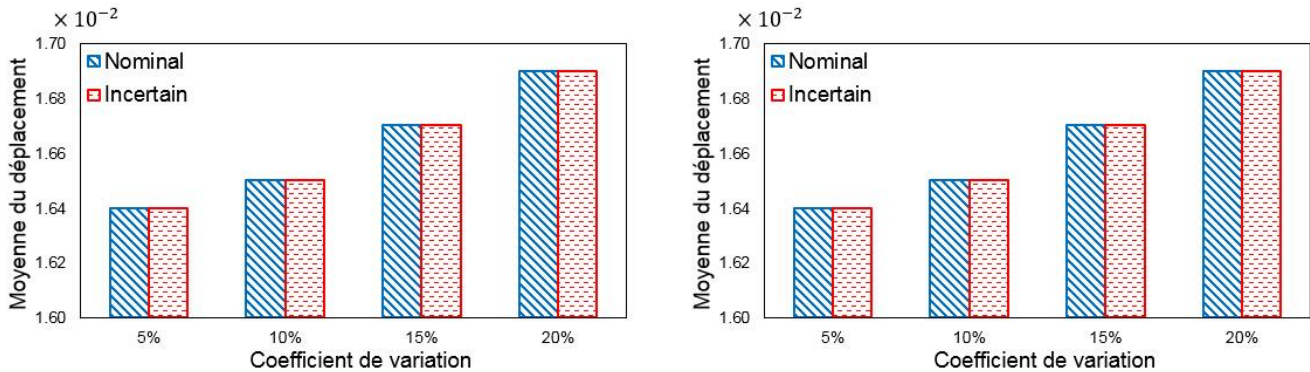 × 10⁻²
Moyenne du déplacement
1.70
1.68
1.66
1.64
1.62
1.60
Nominal
Incertain
5% 10% 15% 20%
Coefficient de variation
× 10⁻²
Moyenne du déplacement
1.70
1.68
1.66
1.64
1.62
1.60
Nominal
Incertain
5% 10% 15% 20%
Coefficient de variation